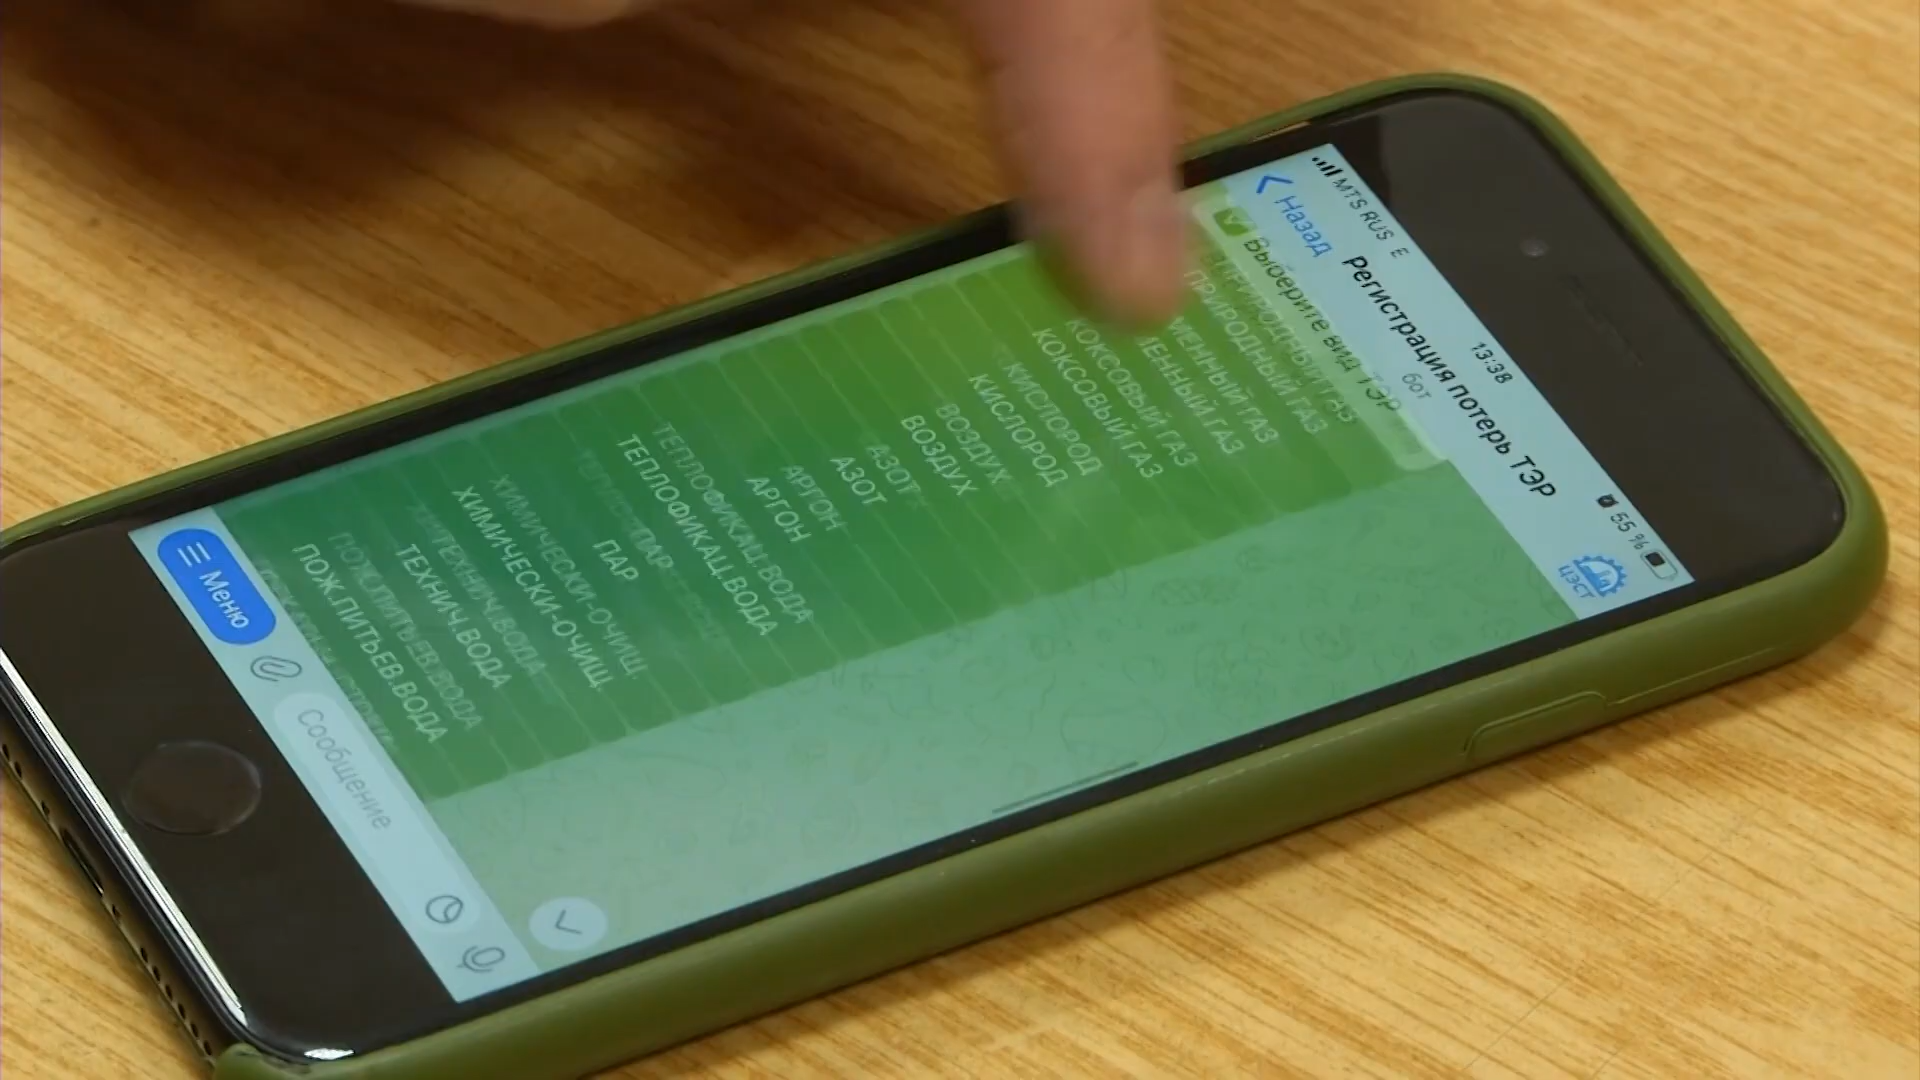 MTS RUS E
13:38
55 %
Назад
Регистрация потерь ТЭР
бот
ЦЭСТ
Выберите вид ТЭР
ПРИРОДНЫЙ ГАЗ
ГАЗ
КОКСОВЫЙ ГАЗ
КИСЛОРОД
ВОЗДУХ
АЗОТ
АРГОН
ТЕПЛОФИКАЦ.ВОДА
ПАР
ХИМИЧЕСКИ-ОЧИЩ.
ТЕХНИЧ.ВОДА
ПОЖ.ПИТЬЕВ.ВОДА
Меню
Сообщение